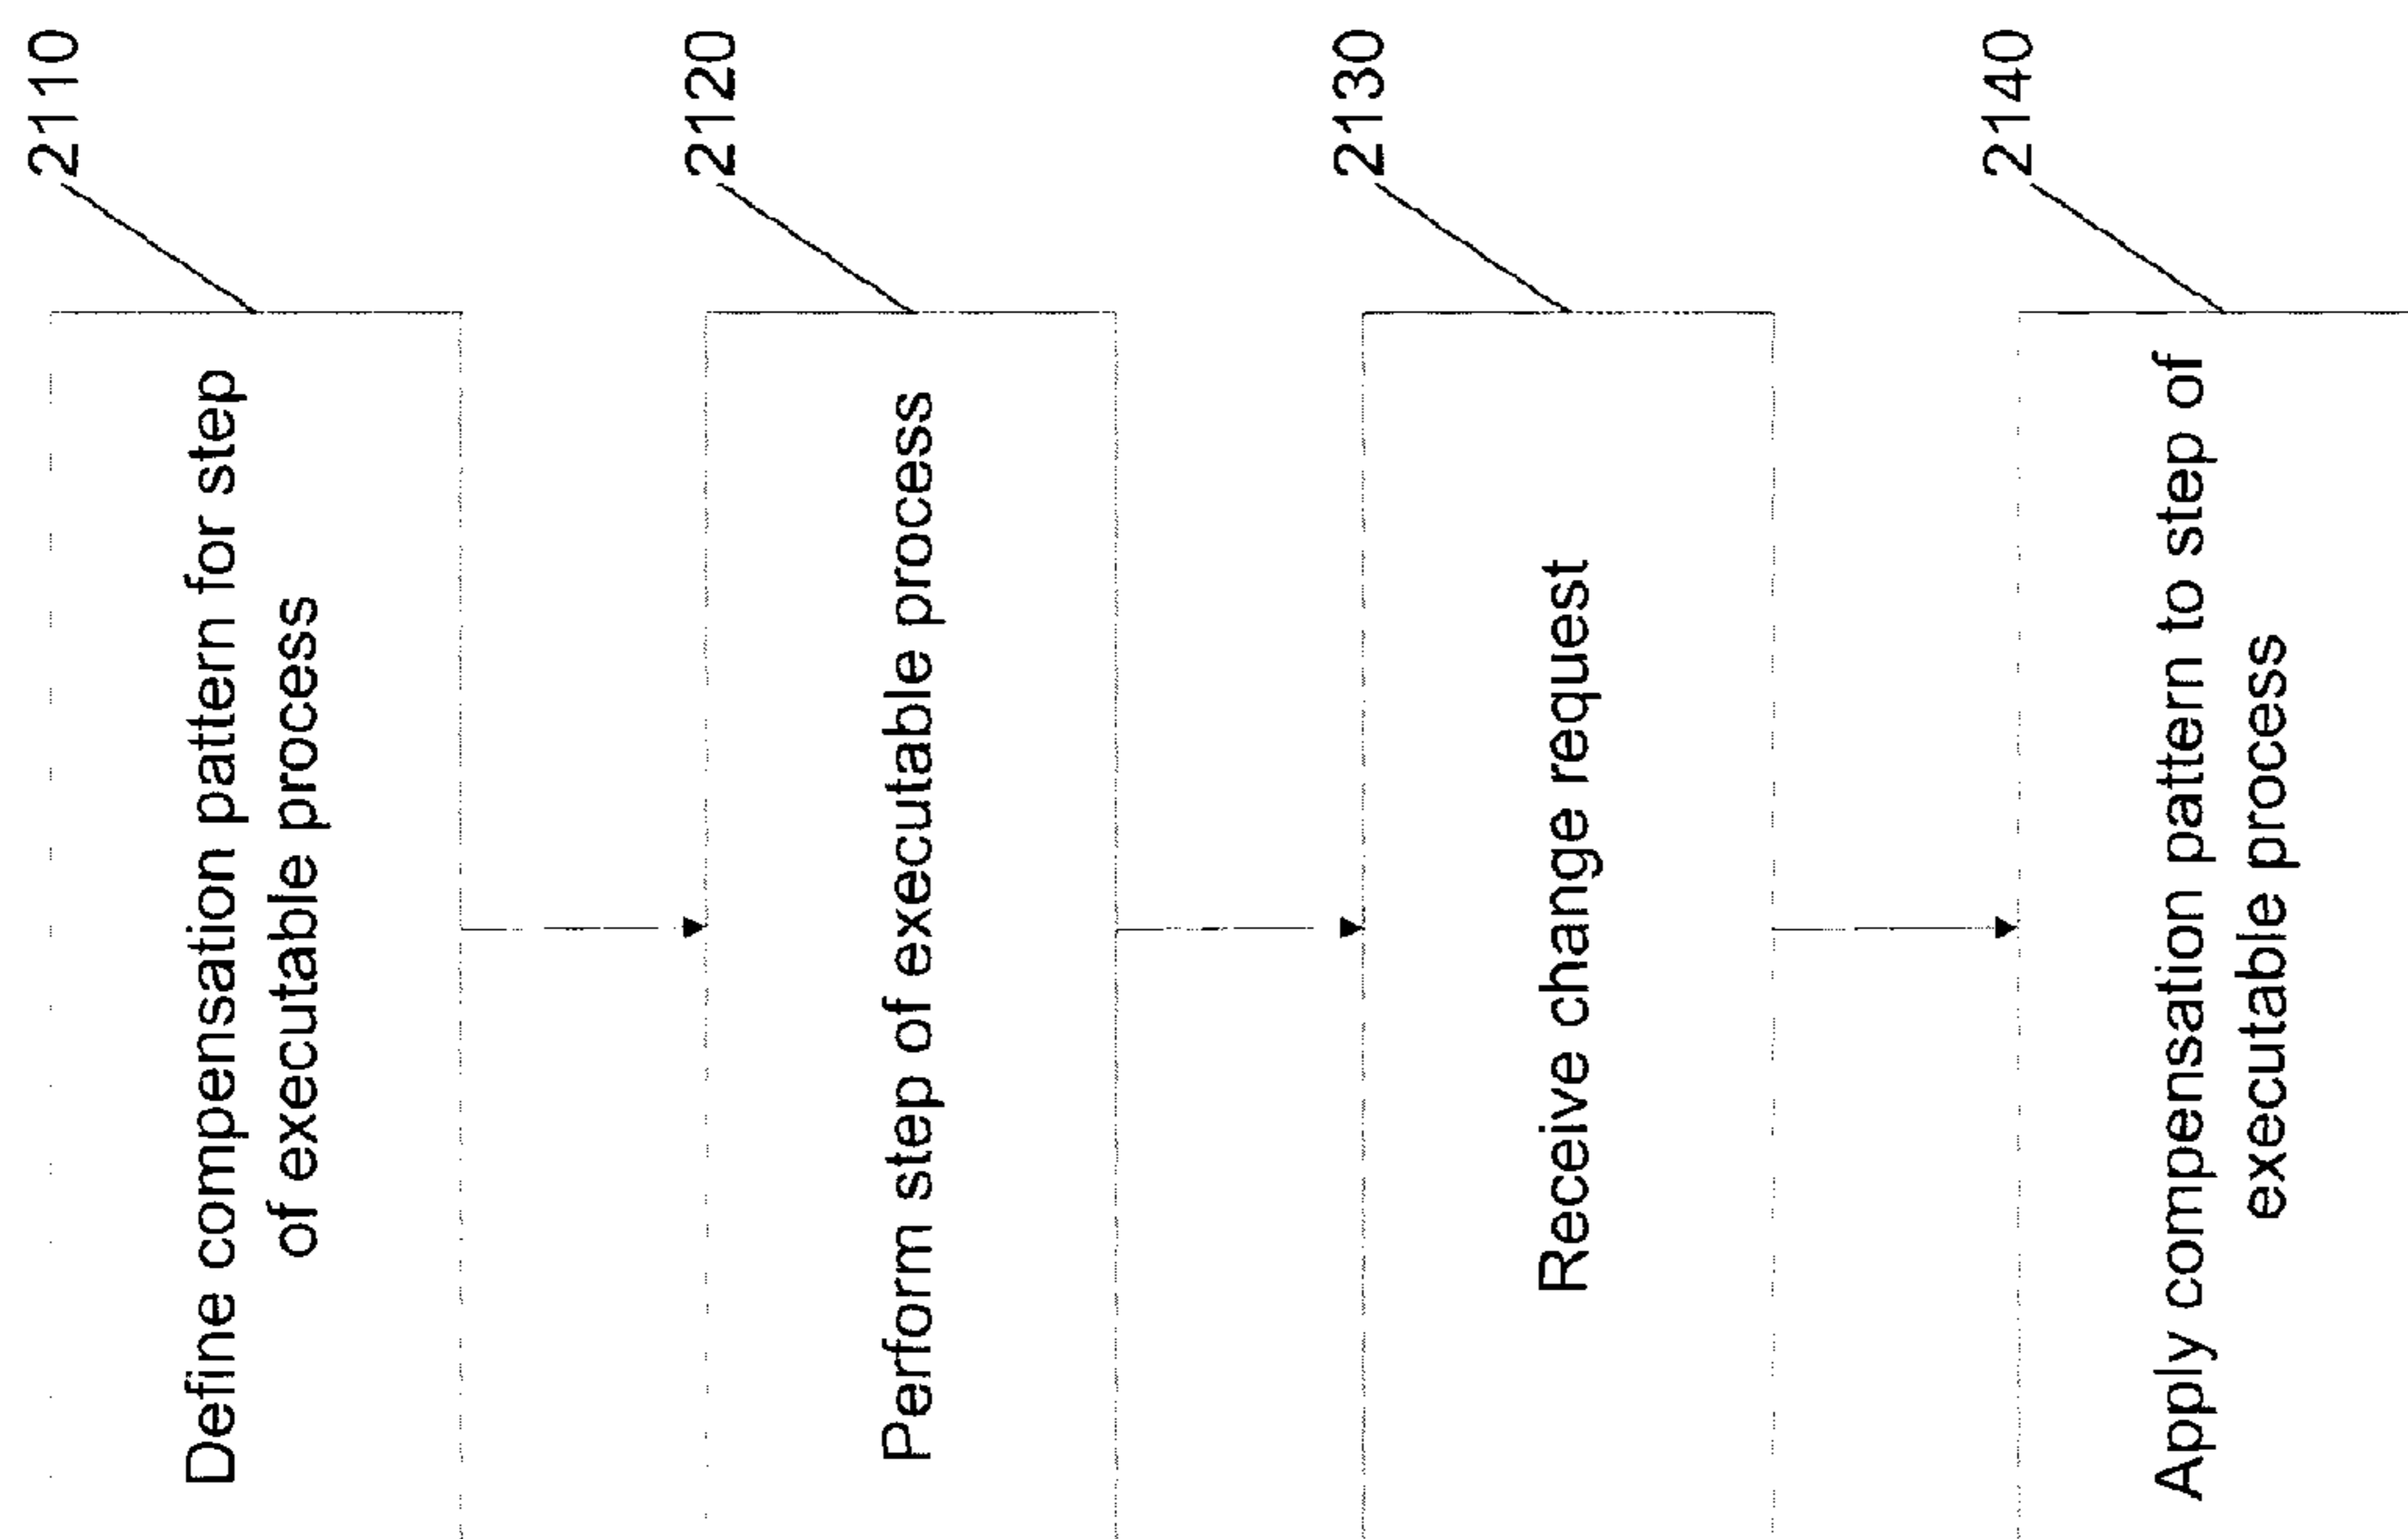 2110
Define compensation pattern for step
of executable process
2120
Perform step of executable process
2130
Receive change request
2140
Apply compensation pattern to step of
executable process